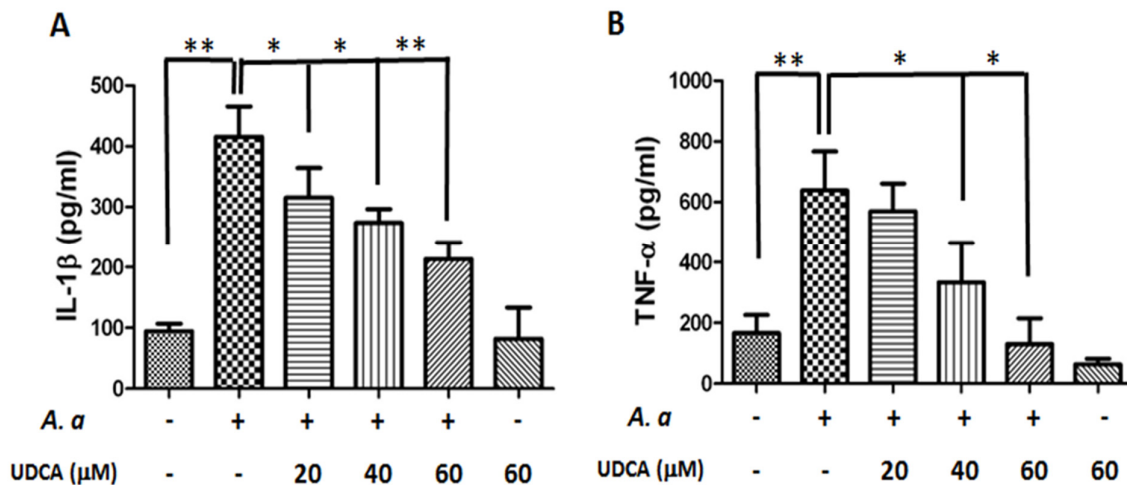 A
** * * **
IL-1β (pg/ml)
500
400
300
200
100
0
A. a - + + + + -
UDCA (μM) - - 20 40 60 60
B
** * *
TNF-α (pg/ml)
1000
800
600
400
200
0
- + + + + -
UDCA (μM) - - 20 40 60 60
A. a